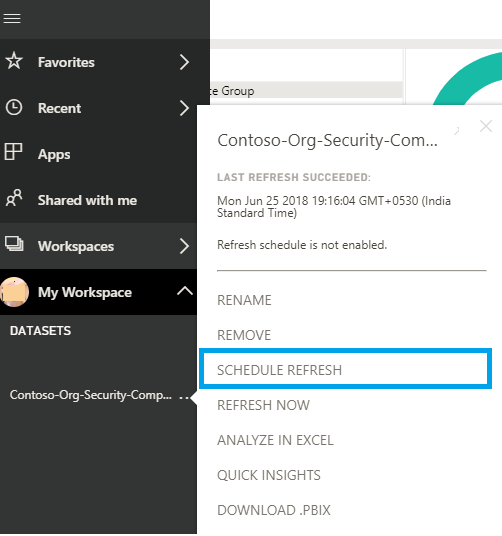 Favorites
Recent
Apps
Shared with me
Workspaces
My Workspace
DATASETS
Contoso-Org-Security-Comp...
ce Group
Contoso-Org-Security-Com...
LAST REFRESH SUCCEEDED:
Mon Jun 25 2018 19:16:04 GMT+0530 (India
Standard Time)
Refresh schedule is not enabled.
RENAME
REMOVE
SCHEDULE REFRESH
REFRESH NOW
ANALYZE IN EXCEL
QUICK INSIGHTS
DOWNLOAD .PBIX